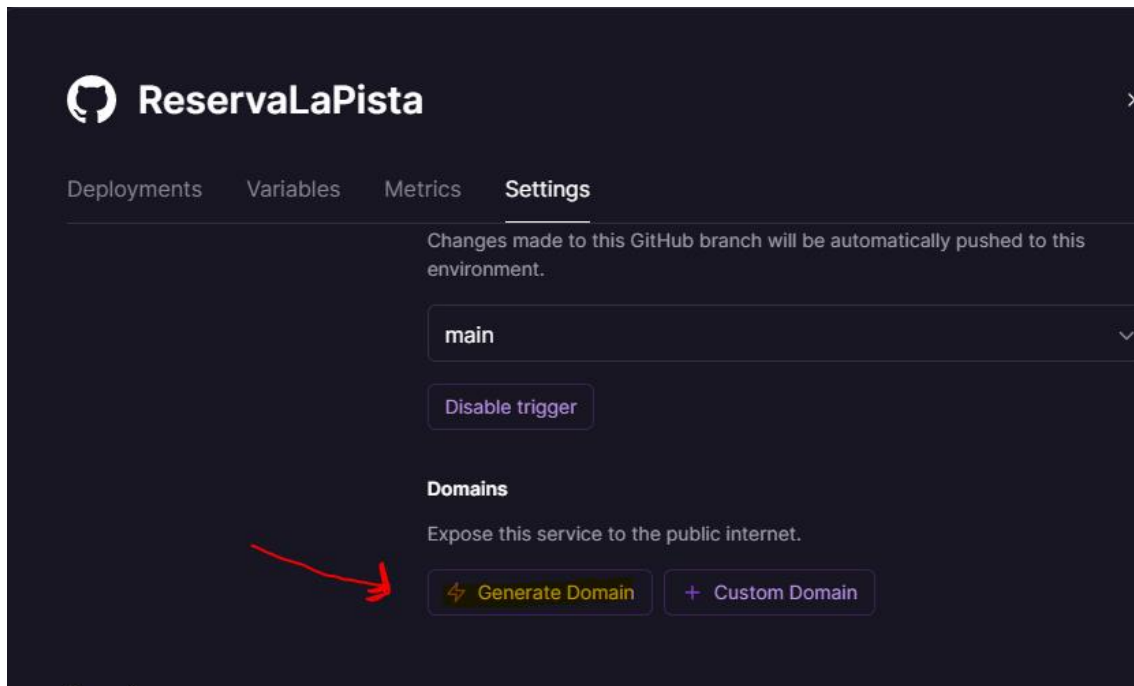 ReservaLaPista
Deployments Variables Metrics Settings
Changes made to this GitHub branch will be automatically pushed to this
environment.
main
Disable trigger
Domains
Expose this service to the public internet.
Generate Domain + Custom Domain